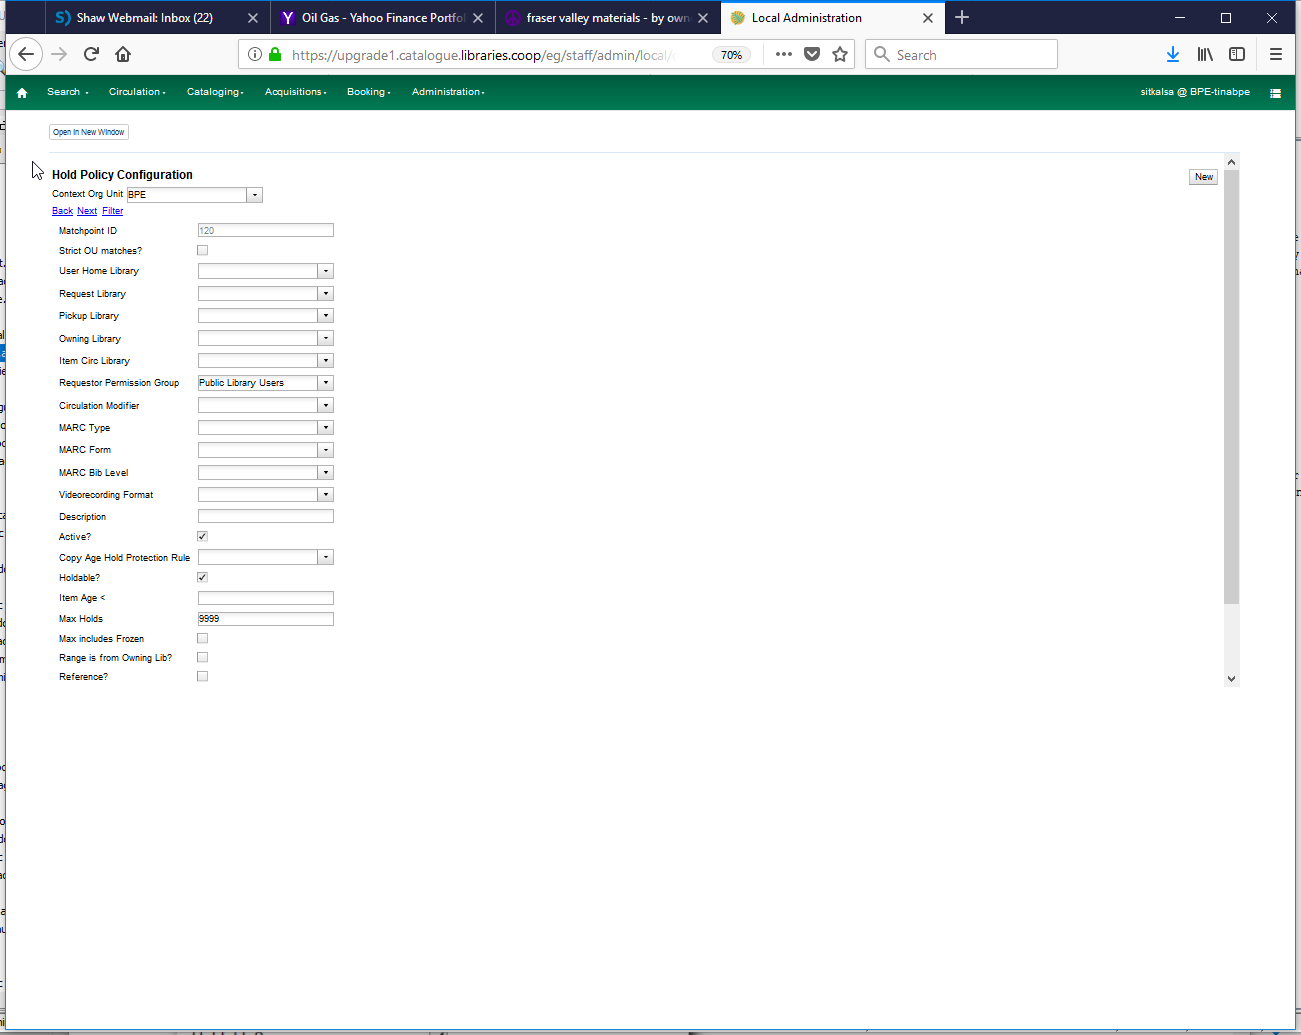 Shaw Webmail: Inbox (22)
Oil Gas - Yahoo Finance Portfol
fraser valley materials - by own
Local Administration
https://upgrade1.catalogue.libraries.coop/eg/staff/admin/local/
70%
Search
Search
Circulation
Cataloging
Acquisitions
Booking
Administration
sitkalsa @ BPE-tinabpe
Open in New Window
Hold Policy Configuration
New
Context Org Unit BPE
Back Next Filter
Matchpoint ID 120
Strict OU matches?
User Home Library
Request Library
Pickup Library
Owning Library
Item Circ Library
Requestor Permission Group Public Library Users
Circulation Modifier
MARC Type
MARC Form
MARC Bib Level
Videorecording Format
Description
Active?
Copy Age Hold Protection Rule
Holdable?
Item Age <
Max Holds 9999
Max includes Frozen
Range is from Owning Lib?
Reference?